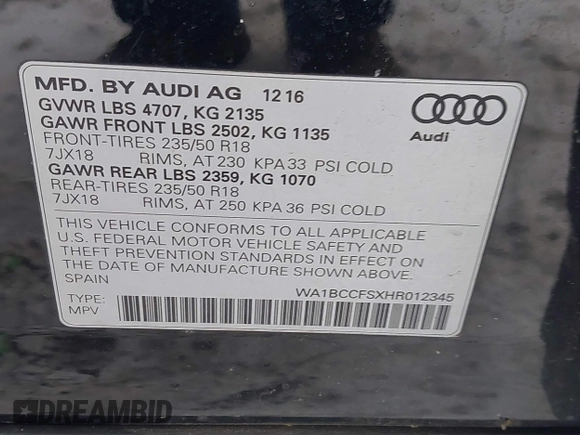 MFD. BY AUDI AG 12 16
GVWR LBS 4707, KG 2135
GAWR FRONT LBS 2502, KG 1135
FRONT-TIRES 235/50 R18
7JX18 RIMS, AT 230 KPA 33 PSI COLD
GAWR REAR LBS 2359, KG 1070
REAR-TIRES 235/50 R18
7JX18 RIMS, AT 250 KPA 36 PSI COLD
THIS VEHICLE CONFORMS TO ALL APPLICABLE
U.S. FEDERAL MOTOR VEHICLE SAFETY AND
THEFT PREVENTION STANDARDS IN EFFECT ON
THE DATE OF MANUFACTURE SHOWN ABOVE.
SPAIN
WA1BCCFSXHR012345
TYPE:
MPV
Audi
DREAMBID